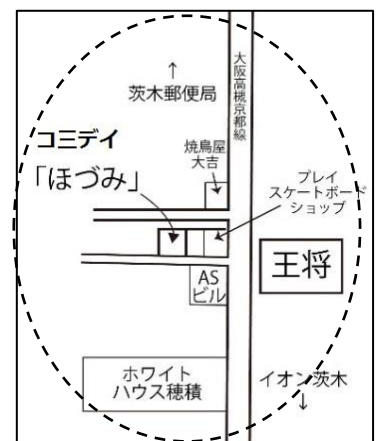 ↑
茨木郵便局
大阪高槻京都線
コ三デイ
「ほづみ」
焼鳥屋
大吉
プレイ
スケートボード
ショップ
王将
AS
ビル
ホワイト
ハウス穂積
イオン茨木
↓